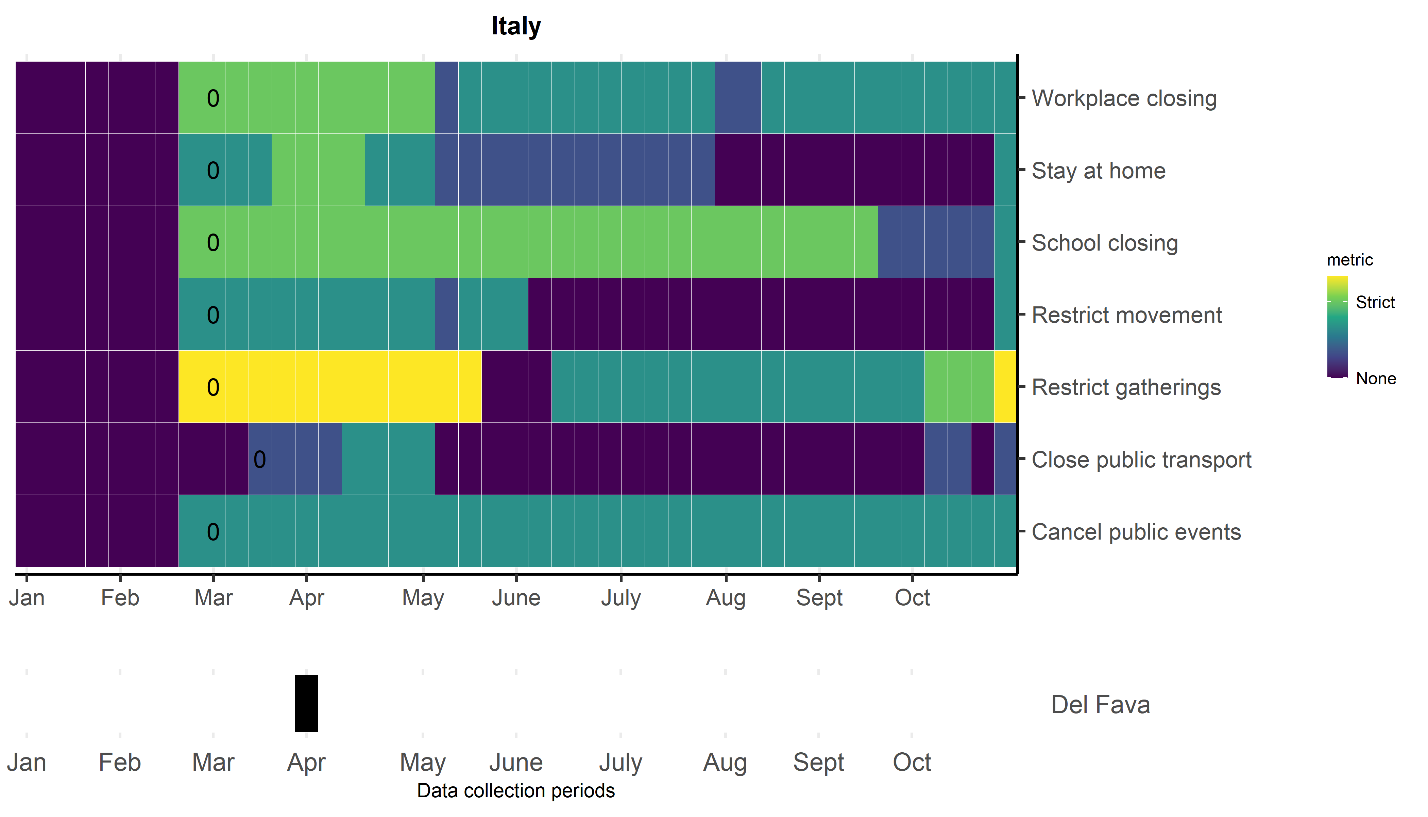 Italy
0 Workplace closing
0 Stay at home
0 School closing
metric
Strict
None
0 Restrict movement
0 Restrict gatherings
0 Close public transport
0 Cancel public events
Jan Feb Mar Apr May June July Aug Sept Oct
Del Fava
Jan Feb Mar Apr May June July Aug Sept Oct
Data collection periods